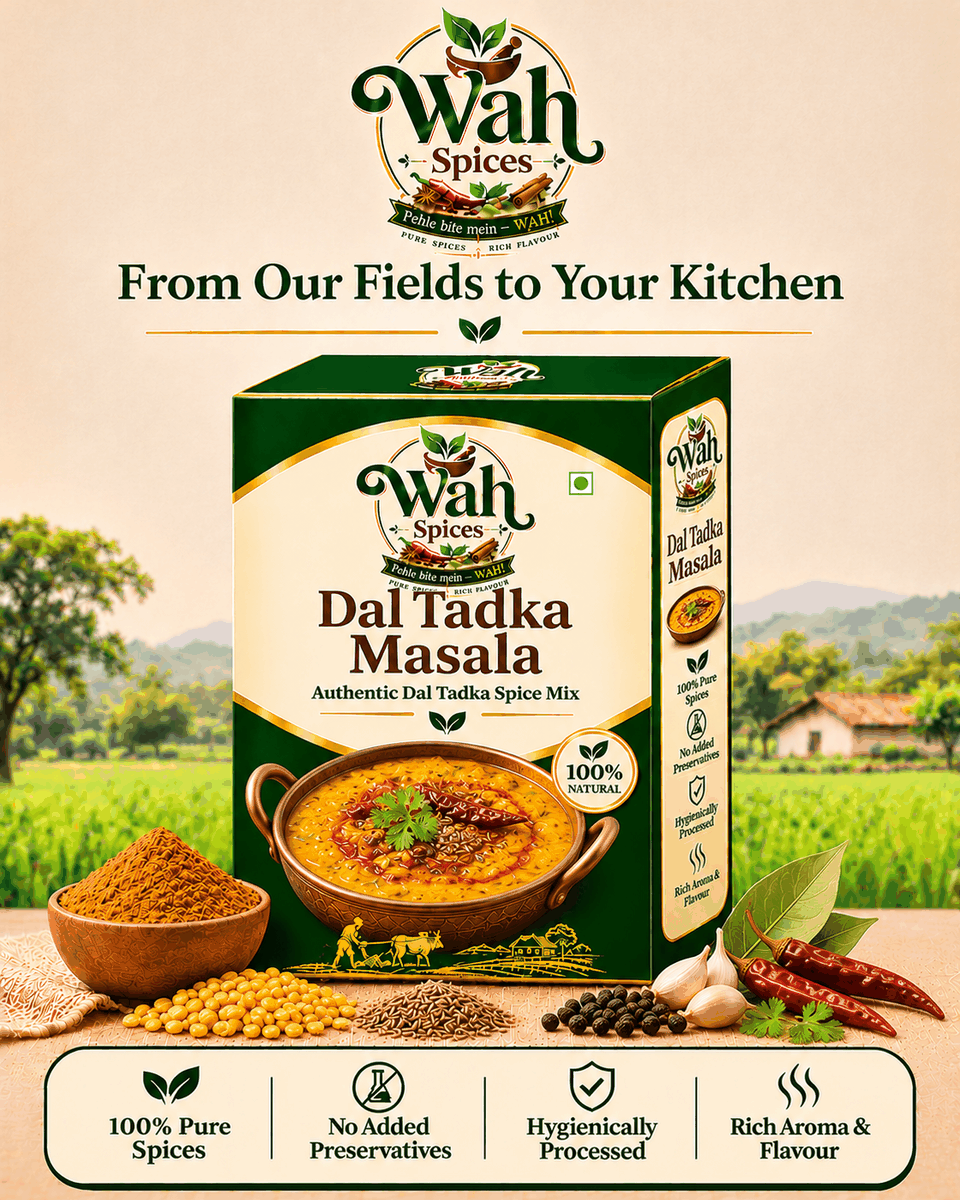 Wah
Spices
Pehle bite mein – WAH!
PURE SPICES RICH FLAVOUR
From Our Fields to Your Kitchen
Wah
Wah
Spices
Pehle bite mein – WAH!
PURE SPICES RICH FLAVOUR
Dal Tadka
Masala
Authentic Dal Tadka Spice Mix
100%
NATURAL
Wah
Spices
Dal Tadka
Masala
100% Pure
Spices
No Added
Preservatives
Hygienically
Processed
Rich Aroma &
Flavour
100% Pure
Spices
No Added
Preservatives
Hygienically
Processed
Rich Aroma &
Flavour